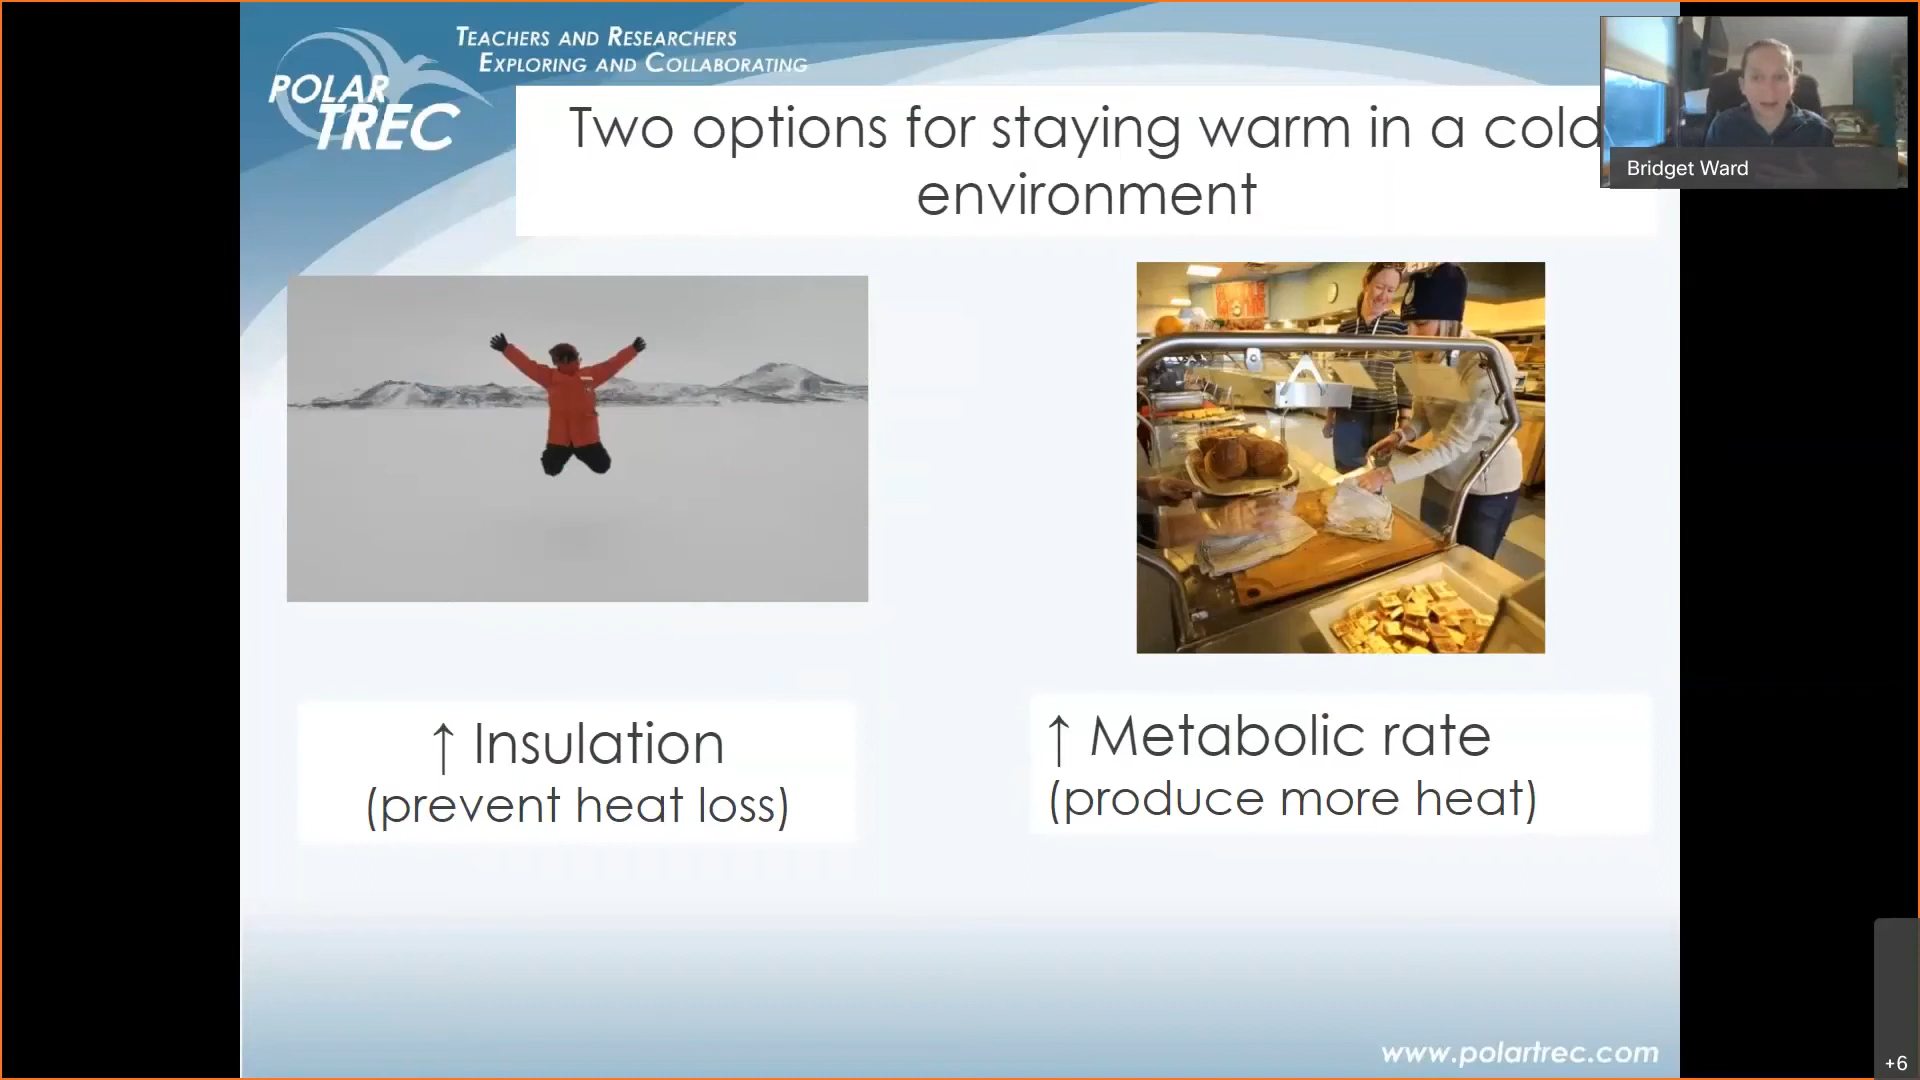 TEACHERS AND RESEARCHERS
EXPLORING AND COLLABORATING
POLAR
TREC
Two options for staying warm in a cold
environment
Bridget Ward
↑ Insulation
(prevent heat loss)
↑ Metabolic rate
(produce more heat)
www.polartrec.com
+6